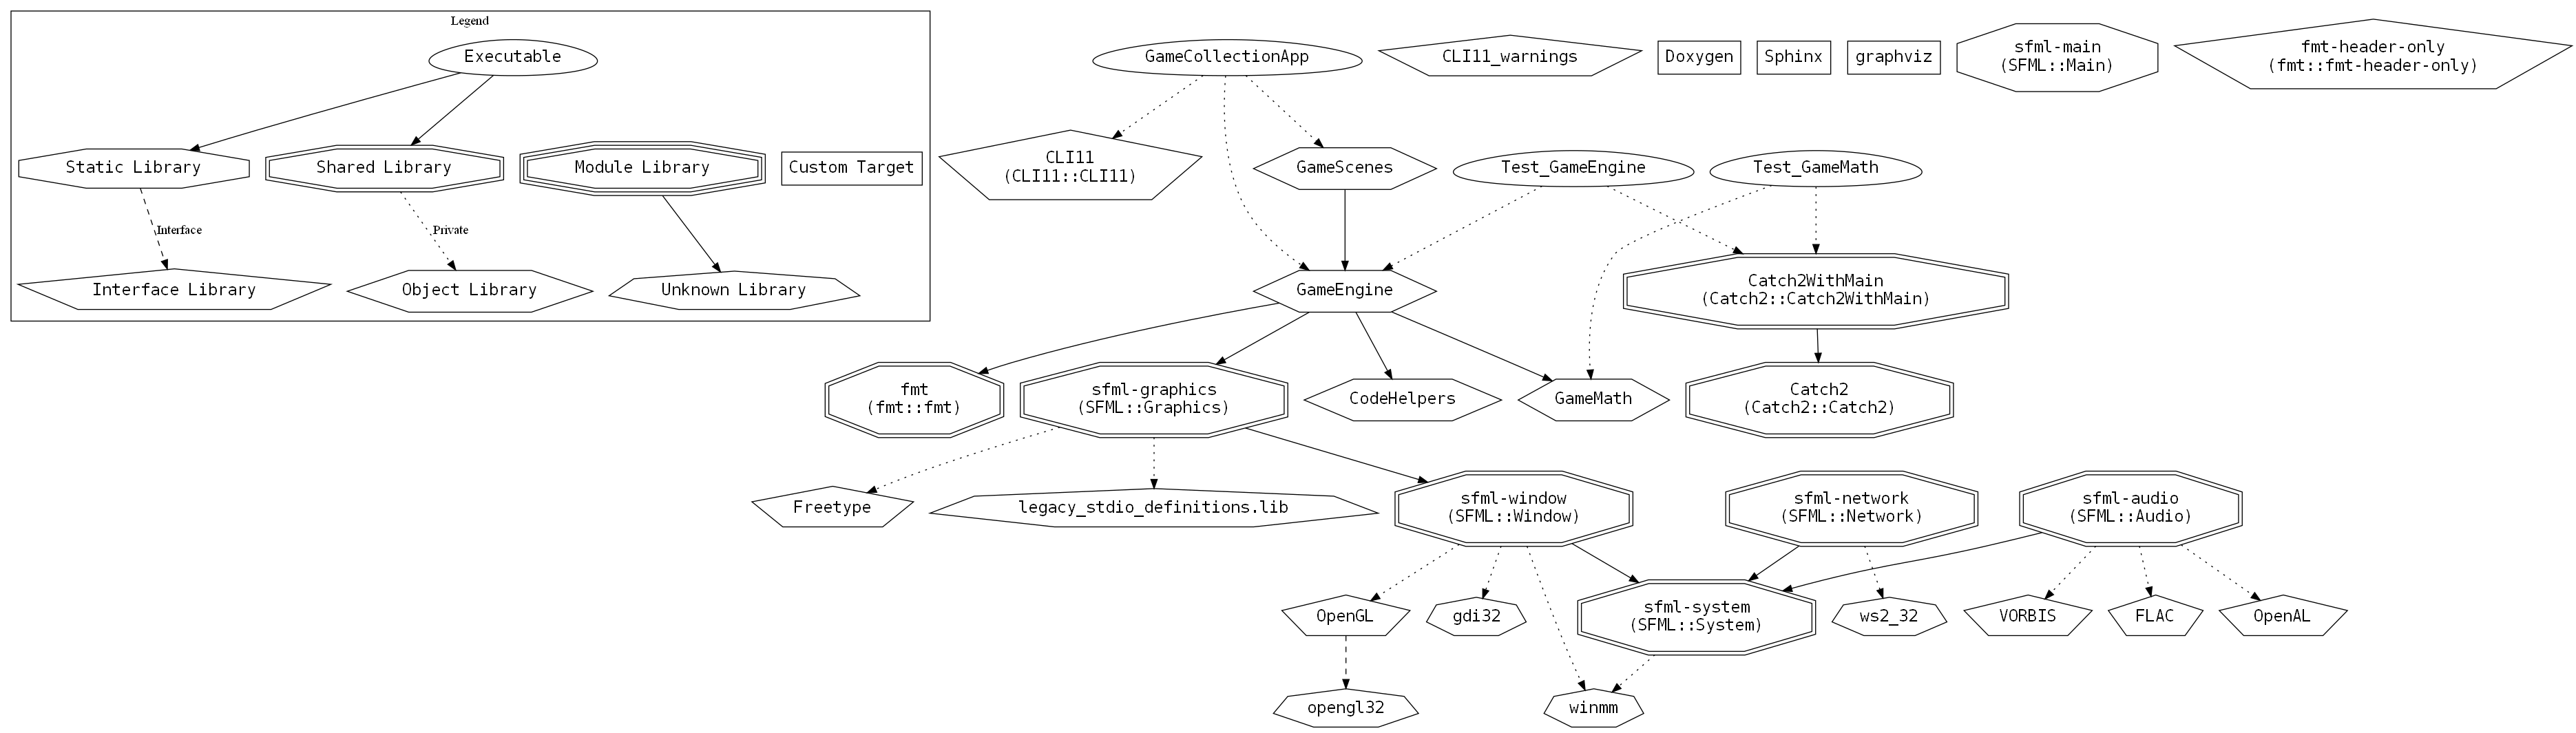 Legend
Executable
Static Library
Shared Library
Module Library
Custom Target
Interface
Private
Interface Library
Object Library
Unknown Library
GameCollectionApp
CLI11_warnings
Doxygen
Sphinx
graphviz
sfml-main
(SFML::Main)
fmt-header-only
(fmt::fmt-header-only)
CLI11
(CLI11::CLI11)
GameScenes
Test_GameEngine
Test_GameMath
GameEngine
Catch2WithMain
(Catch2::Catch2WithMain)
fmt
(fmt::fmt)
sfml-graphics
(SFML::Graphics)
CodeHelpers
GameMath
Catch2
(Catch2::Catch2)
Freetype
legacy_stdio_definitions.lib
sfml-window
(SFML::Window)
sfml-network
(SFML::Network)
sfml-audio
(SFML::Audio)
OpenGL
gdi32
sfml-system
(SFML::System)
ws2_32
VORBIS
FLAC
OpenAL
opengl32
winmm